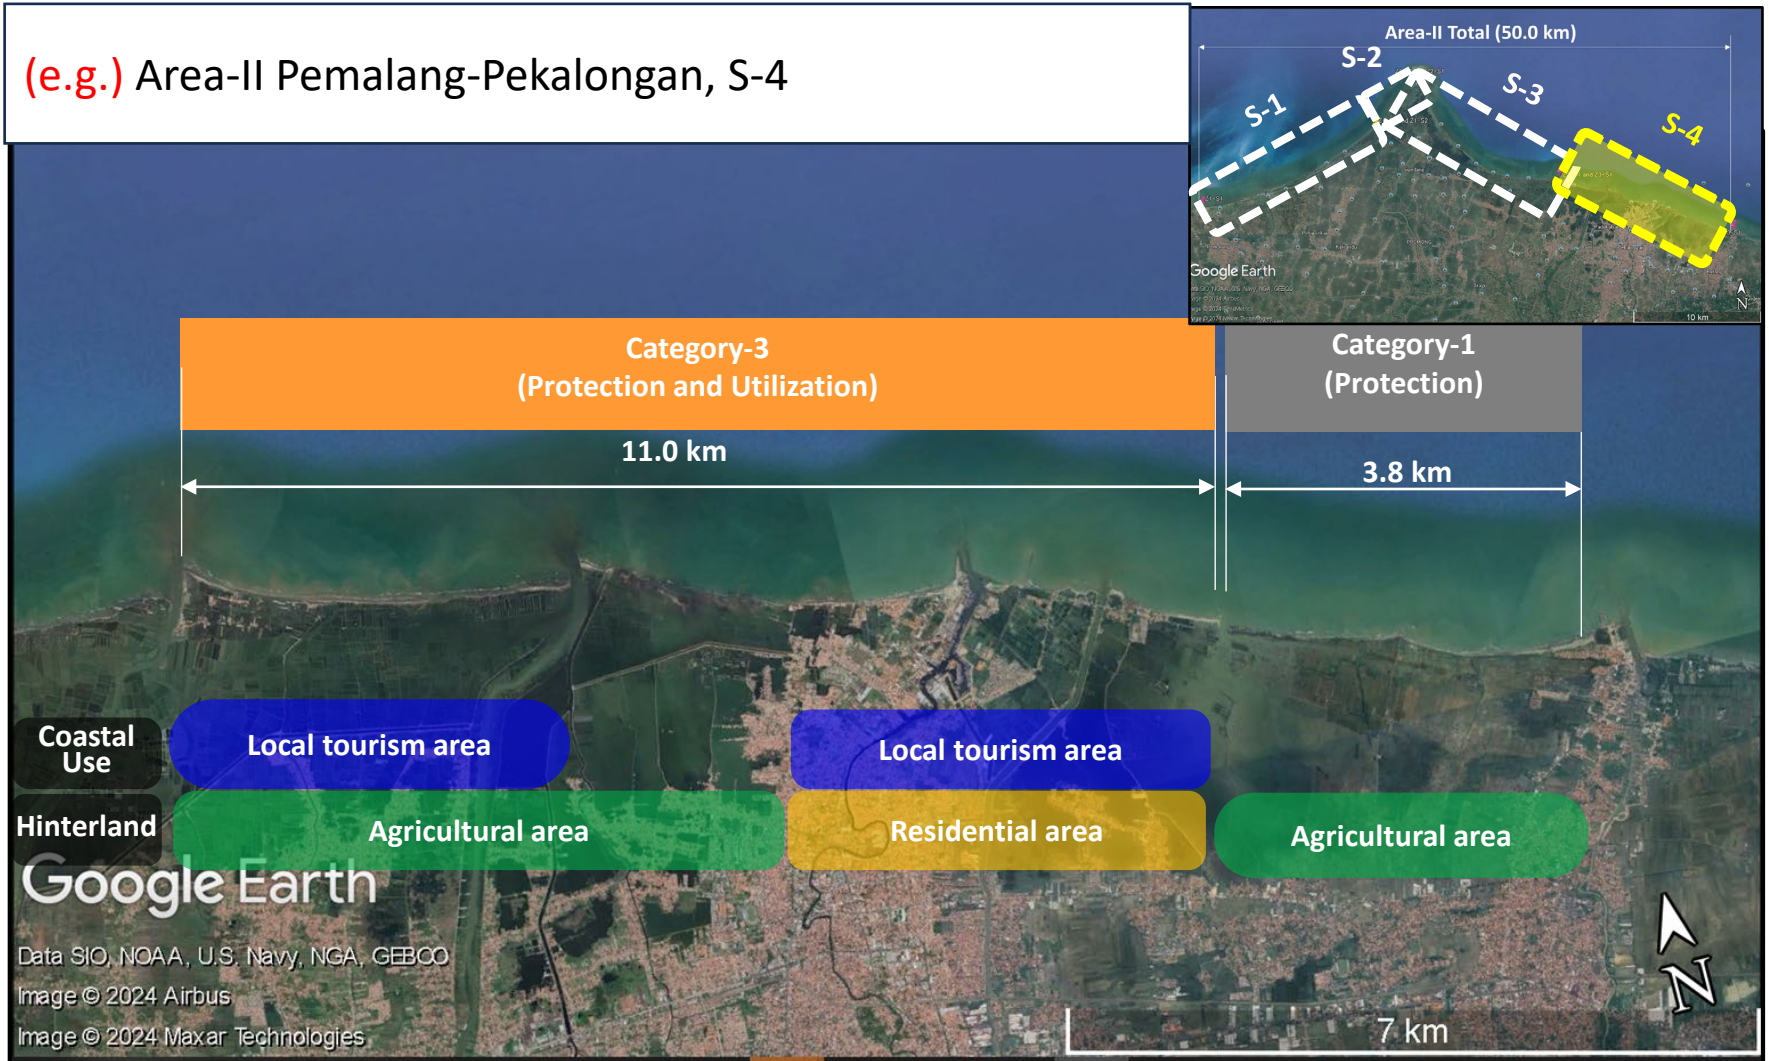 (e.g.) Area-II Pemalang-Pekalongan, S-4
Area-II Total (50.0 km)
S-1
S-2
S-3
S-4
Google Earth
N
10 km
Category-3
(Protection and Utilization)
Category-1
(Protection)
11.0 km
3.8 km
Coastal
Use
Local tourism area
Local tourism area
Hinterland
Agricultural area
Residential area
Agricultural area
Google Earth
Data SIO, NOAA, U.S. Navy, NGA, GEBCO
Image © 2024 Airbus
Image © 2024 Maxar Technologies
N
7 km